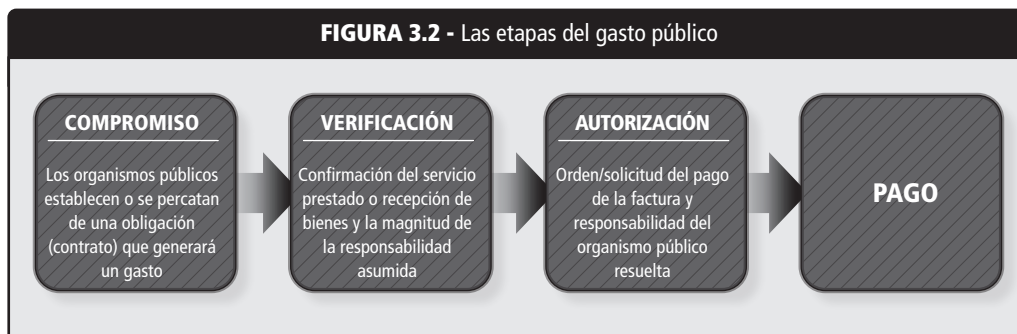 FIGURA 3.2 - Las etapas del gasto público
COMPROMISO
Los organismos públicos
establecen o se percatan
de una obligación
(contrato) que generará
un gasto
VERIFICACIÓN
Confirmación del servicio
prestado o recepción de
bienes y la magnitud de
la responsabilidad
asumida
AUTORIZACIÓN
Orden/solicitud del pago
de la factura y
responsabilidad del
organismo público
resuelta
PAGO